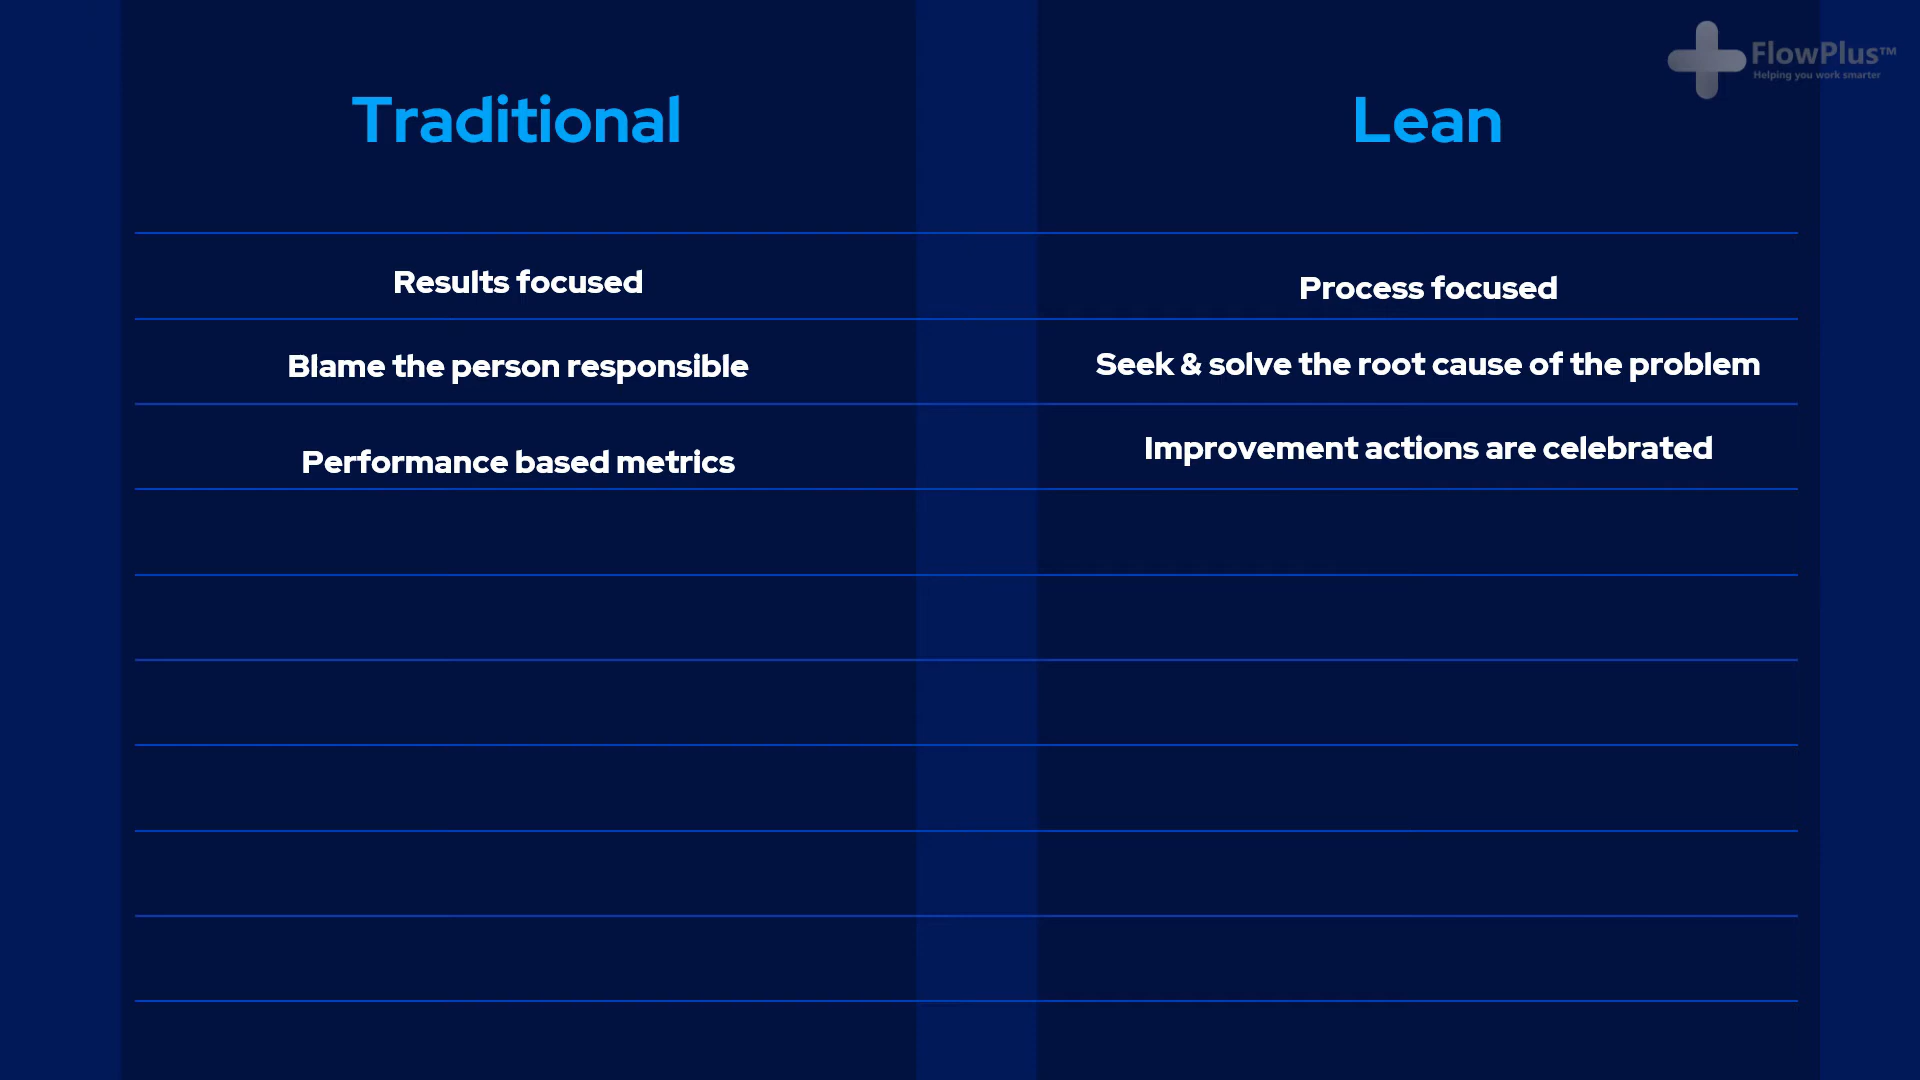 FlowPlus™
Helping you work smarter
Traditional
Lean
Results focused
Process focused
Blame the person responsible
Seek & solve the root cause of the problem
Performance based metrics
Improvement actions are celebrated